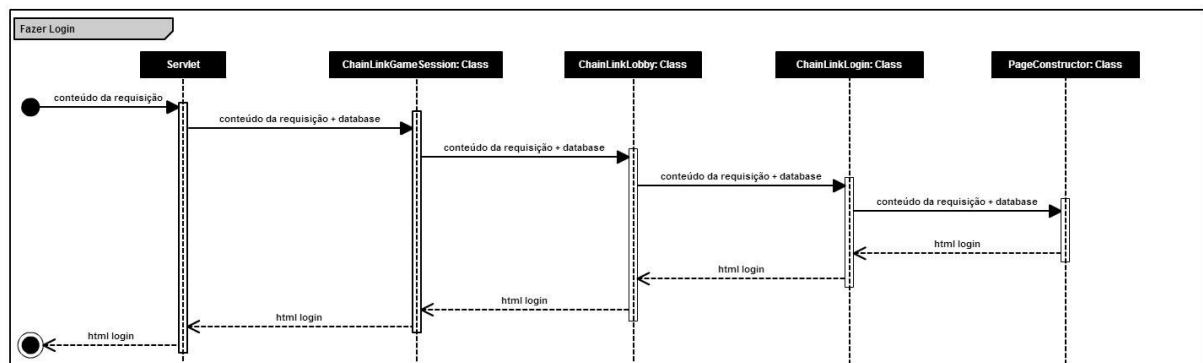 Fazer Login
Servlet
ChainLinkGameSession: Class
ChainLinkLobby: Class
ChainLinkLogin: Class
PageConstructor: Class
conteúdo da requisição
conteúdo da requisição + database
conteúdo da requisição + database
conteúdo da requisição + database
conteúdo da requisição + database
html login
html login
html login
html login
html login